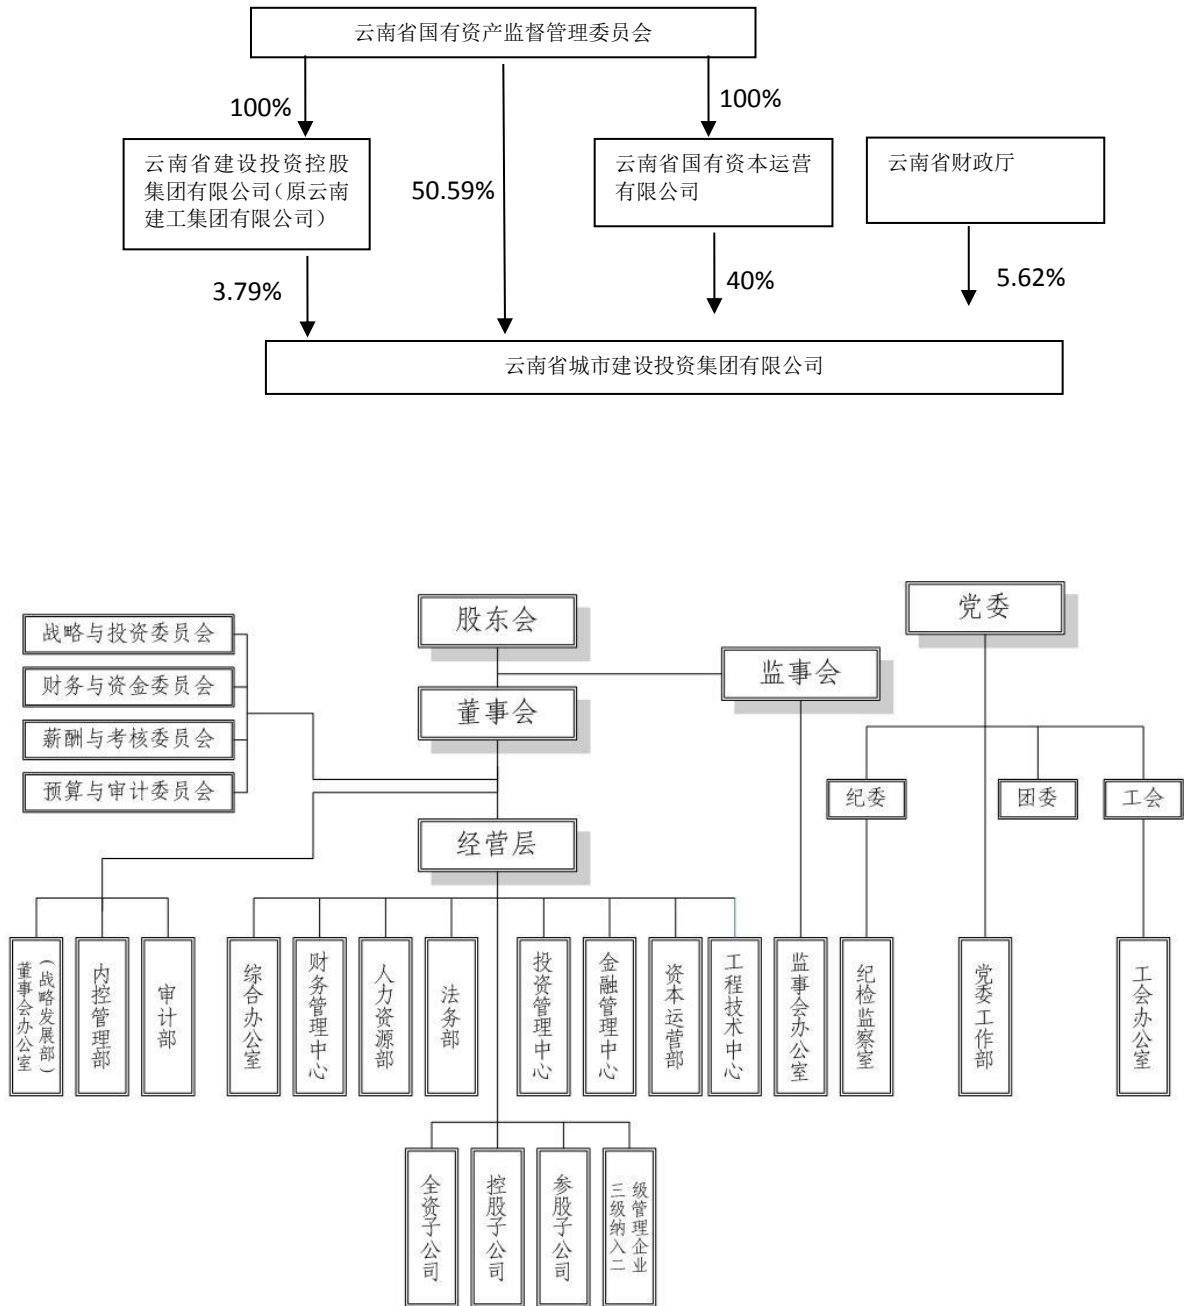 云南省国有资产监督管理委员会
100%
100%
云南省建设投资控股
集团有限公司（原云南
建工集团有限公司）
50.59%
云南省国有资本运营
有限公司
云南省财政厅
3.79%
40%
5.62%
云南省城市建设投资集团有限公司
股东会
党委
战略与投资委员会
财务与资金委员会
薪酬与考核委员会
预算与审计委员会
监事会
董事会
纪委
团委
工会
经营层
董事会办公室
（战略发展部）
内控管理部
审计部
综合办公室
财务管理中心
人力资源部
法务部
投资管理中心
金融管理中心
资本运营部
工程技术中心
监事会办公室
纪检监察室
党委工作部
工会办公室
全资子公司
控股子公司
参股子公司
三级纳入二
级管理企业